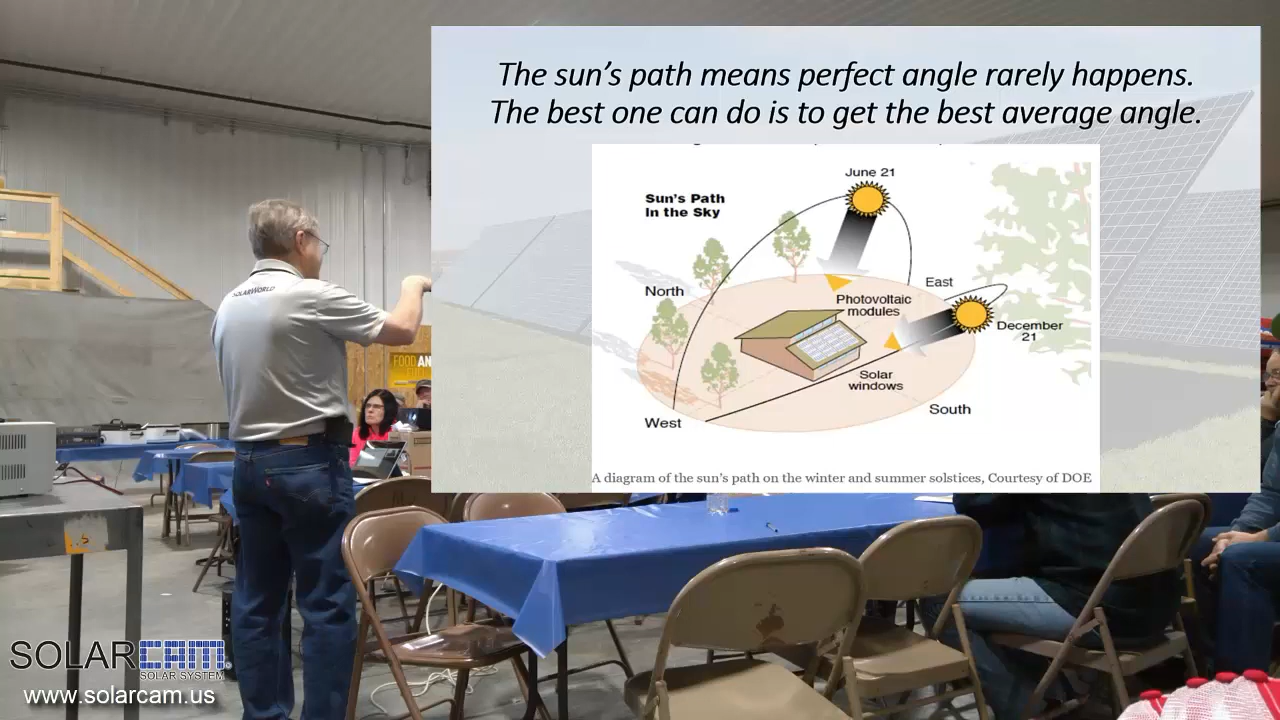 The sun's path means perfect angle rarely happens.
The best one can do is to get the best average angle.
June 21
Sun's Path
In the Sky
North
East
Photovoltaic
modules
December
21
Solar
windows
South
West
A diagram of the sun's path on the winter and summer solstices, Courtesy of DOE
SOLARWORLD
FOOD AN
SOLARCAM
SOLAR SYSTEM
www.solarcam.us